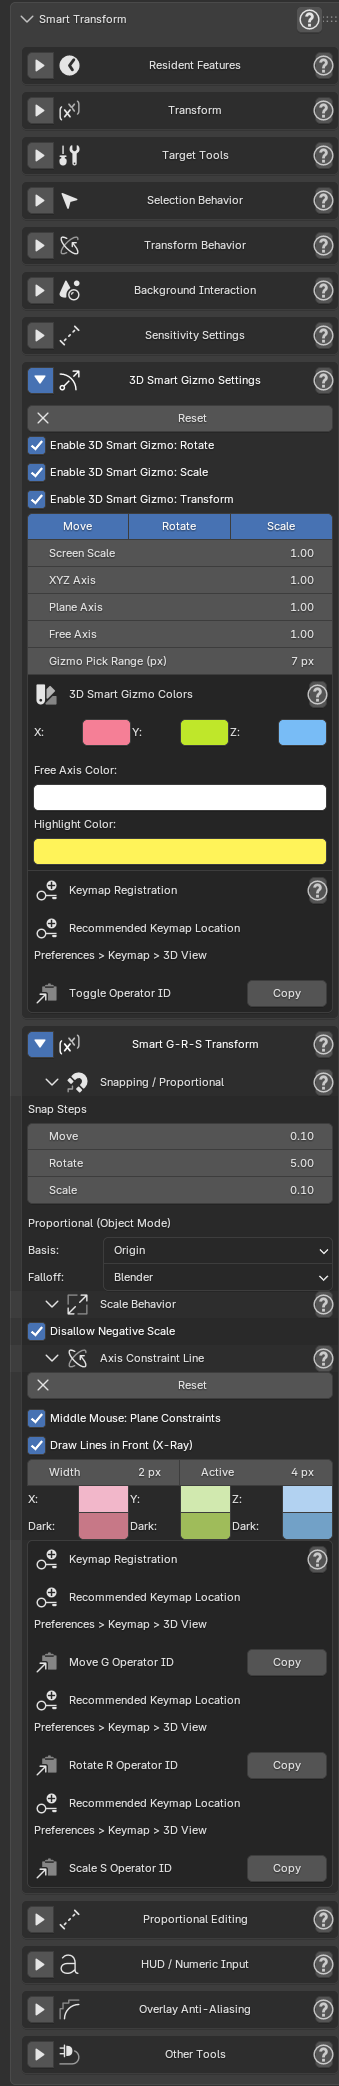 Smart Transform
Resident Features
Transform
Target Tools
Selection Behavior
Transform Behavior
Background Interaction
Sensitivity Settings
3D Smart Gizmo Settings
Reset
Enable 3D Smart Gizmo: Rotate
Enable 3D Smart Gizmo: Scale
Enable 3D Smart Gizmo: Transform
Move Rotate Scale
Screen Scale 1.00
XYZ Axis 1.00
Plane Axis 1.00
Free Axis 1.00
Gizmo Pick Range (px) 7 px
3D Smart Gizmo Colors
X: Y: Z:
Free Axis Color:
Highlight Color:
Keymap Registration
Recommended Keymap Location
Preferences > Keymap > 3D View
Toggle Operator ID Copy
Smart G-R-S Transform
Snapping / Proportional
Snap Steps
Move 0.10
Rotate 5.00
Scale 0.10
Proportional (Object Mode)
Basis: Origin
Falloff: Blender
Scale Behavior
Disallow Negative Scale
Axis Constraint Line
Reset
Middle Mouse: Plane Constraints
Draw Lines in Front (X-Ray)
Width 2 px Active 4 px
X: Y: Z:
Dark: Dark: Dark:
Keymap Registration
Recommended Keymap Location
Preferences > Keymap > 3D View
Move G Operator ID Copy
Recommended Keymap Location
Preferences > Keymap > 3D View
Rotate R Operator ID Copy
Recommended Keymap Location
Preferences > Keymap > 3D View
Scale S Operator ID Copy
Proportional Editing
HUD / Numeric Input
Overlay Anti-Aliasing
Other Tools